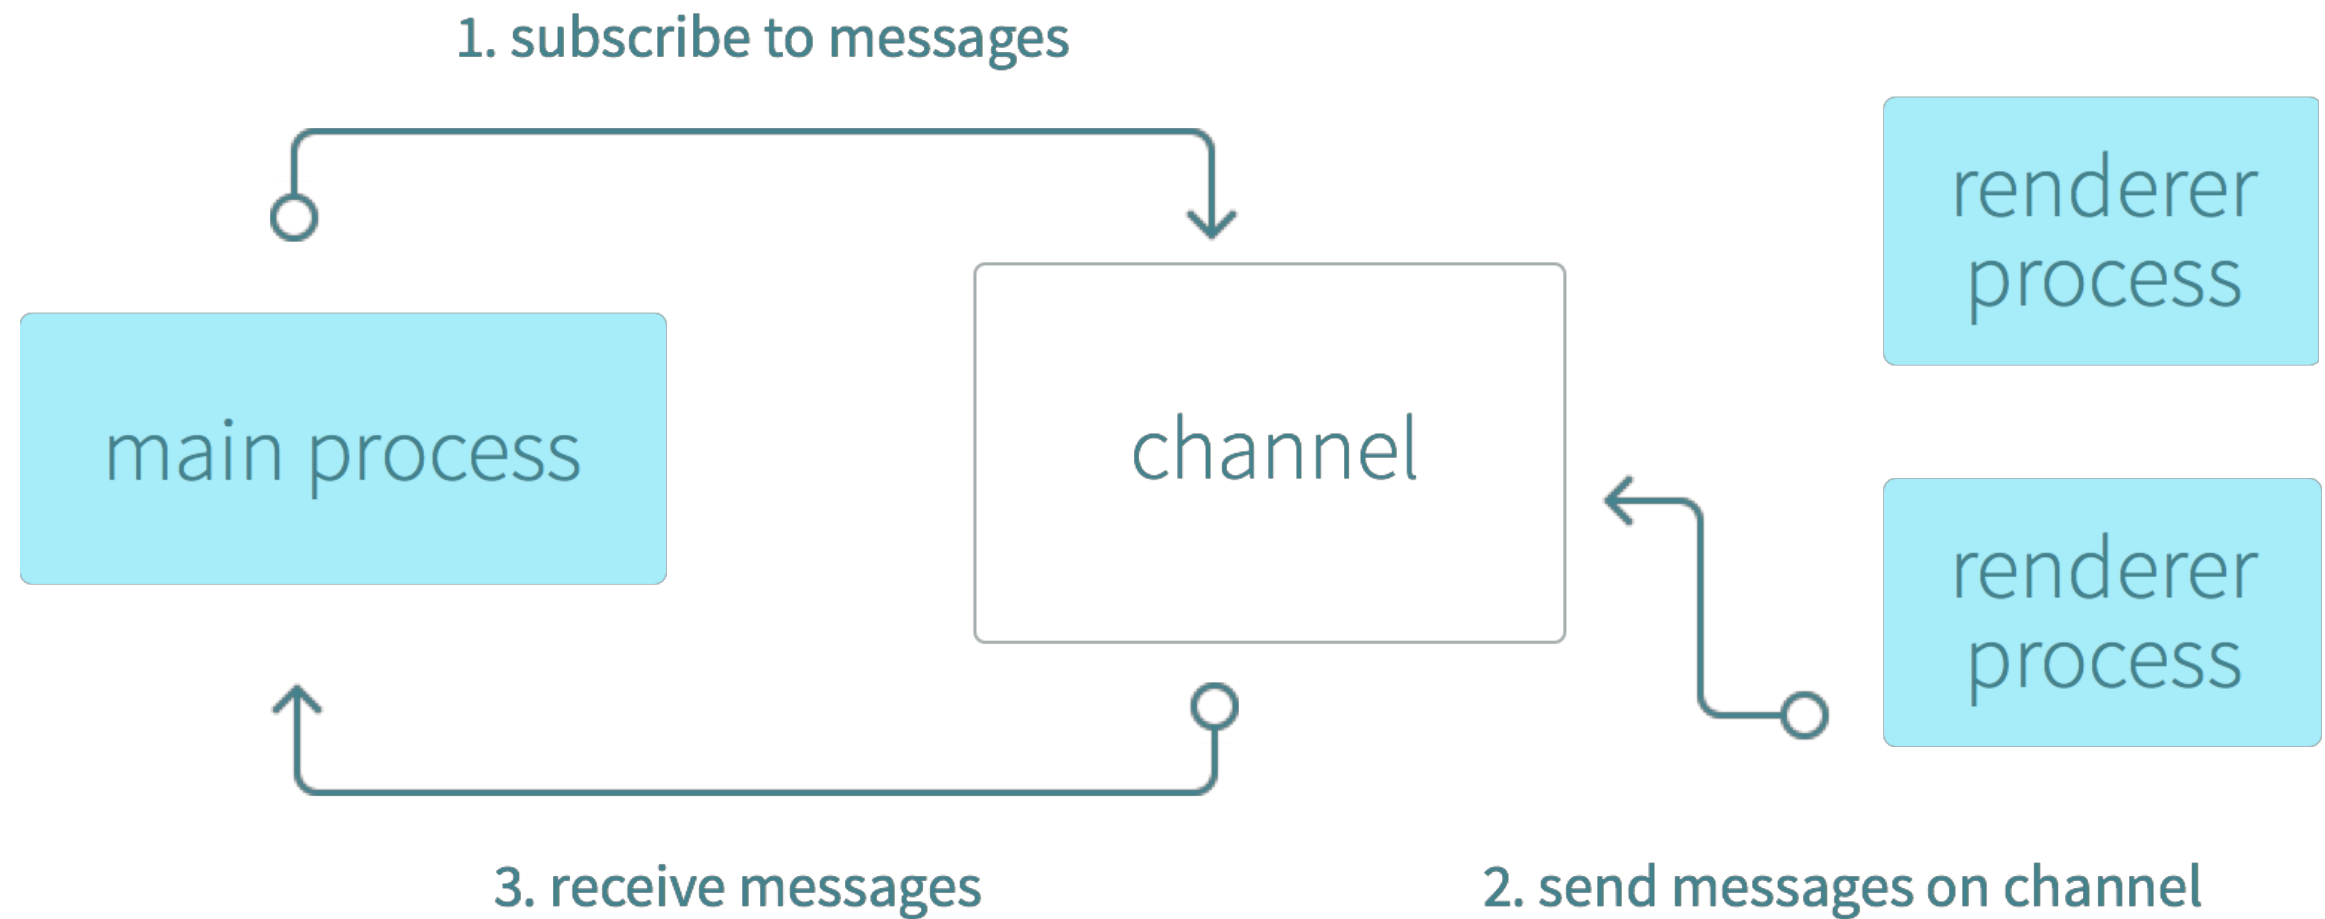 1. subscribe to messages
renderer
process
main process
channel
renderer
process
3. receive messages
2. send messages on channel